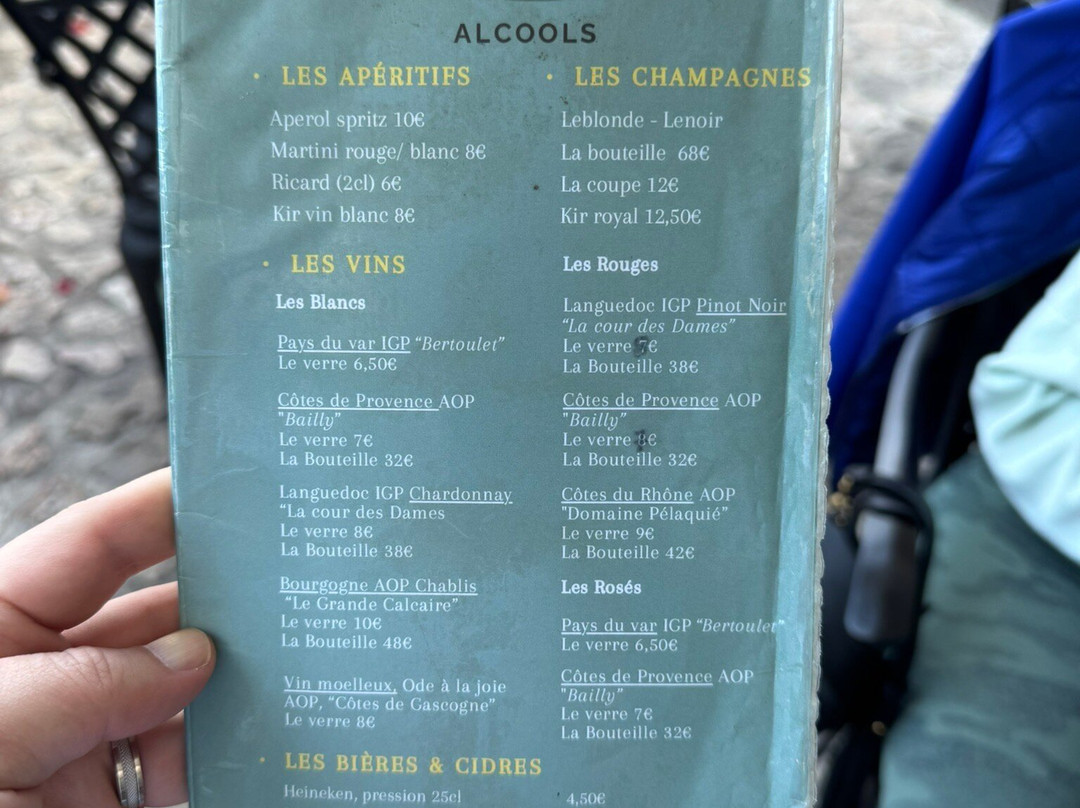 ALCOOLS
• LES APÉRITIFS
Aperol spritz 10€
Martini rouge/ blanc 8€
Ricard (2cl) 6€
Kir vin blanc 8€
• LES CHAMPAGNES
Leblonde - Lenoir
La bouteille 68€
La coupe 12€
Kir royal 12,50€
• LES VINS
Les Blancs
Pays du var IGP “Bertoulet”
Le verre 6,50€
Côtes de Provence AOP
"Bailly”
Le verre 7€
La Bouteille 32€
Languedoc IGP Chardonnay
“La cour des Dames
Le verre 8€
La Bouteille 38€
Bourgogne AOP Chablis
“Le Grande Calcaire”
Le verre 10€
La Bouteille 48€
Vin moelleux, Ode à la joie
AOP, “Côtes de Gascogne”
Le verre 8€
Les Rouges
Languedoc IGP Pinot Noir
“La cour des Dames”
Le verre
La Bouteille 38€
Côtes de Provence AOP
"Bailly”
Le verre
La Bouteille 32€
Côtes du Rhône AOP
"Domaine Pélaquié”
Le verre 9€
La Bouteille 42€
Les Rosés
Pays du var IGP “Bertoulet”
Le verre 6,50€
Côtes de Provence AOP
"Bailly”
Le verre 7€
La Bouteille 32€
• LES BIÈRES & CIDRES
Heineken, pression 25cl 4,50€